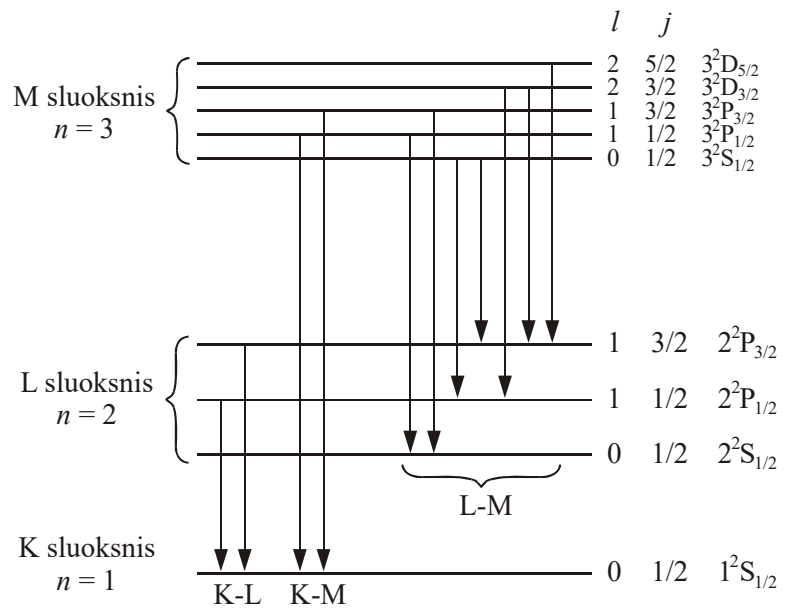 l j
2 5/2 3²D₅/₂
M sluoksnis
n = 3
2 3/2 3²D₃/₂
1 3/2 3²P₃/₂
1 1/2 3²P₁/₂
0 1/2 3²S₁/₂
L sluoksnis
n = 2
1 3/2 2²P₃/₂
1 1/2 2²P₁/₂
0 1/2 2²S₁/₂
L-M
K sluoksnis
n = 1
0 1/2 1²S₁/₂
K-L K-M